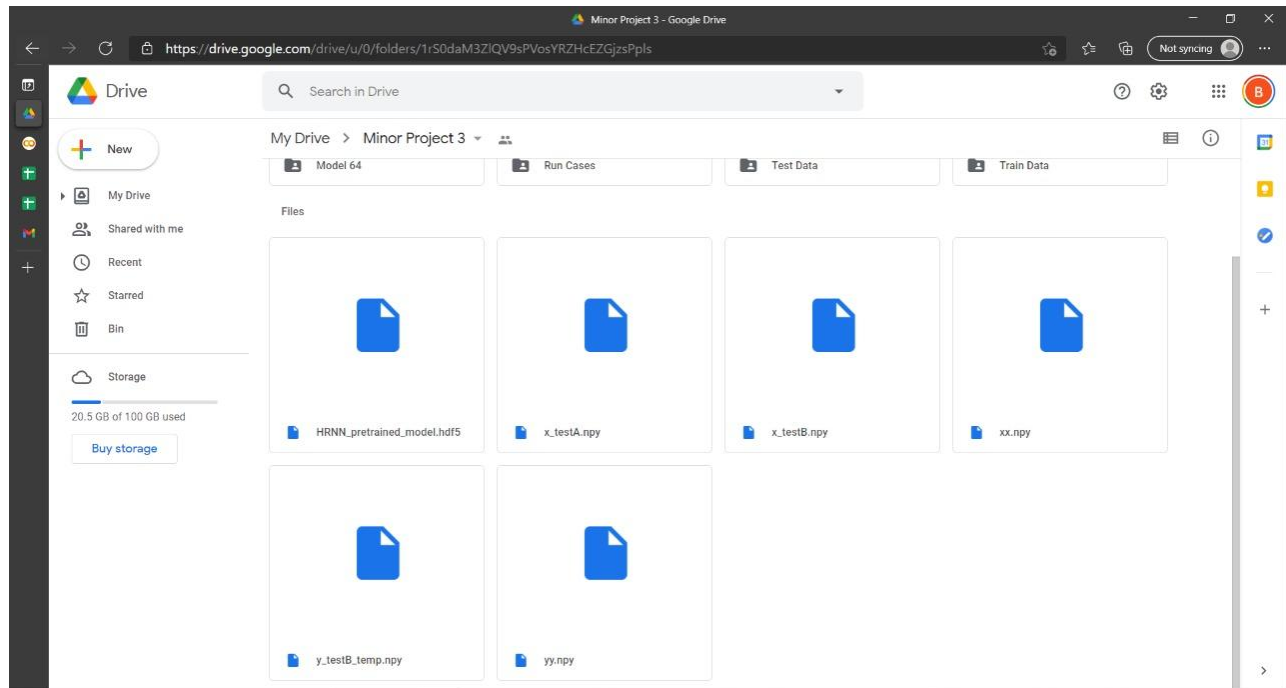 Minor Project 3 - Google Drive
https://drive.google.com/drive/u/0/folders/1rS0daM3ZlQV9sPVosYRZHcEZGjzsPpls
Not syncing
Drive
Search in Drive
B
New
My Drive > Minor Project 3
31
Model 64
Run Cases
Test Data
Train Data
My Drive
Files
Shared with me
Recent
Starred
Bin
Storage
20.5 GB of 100 GB used
Buy storage
HRNN_pretrained_model.hdf5
x_testA.npy
x_testB.npy
xx.npy
y_testB_temp.npy
yy.npy